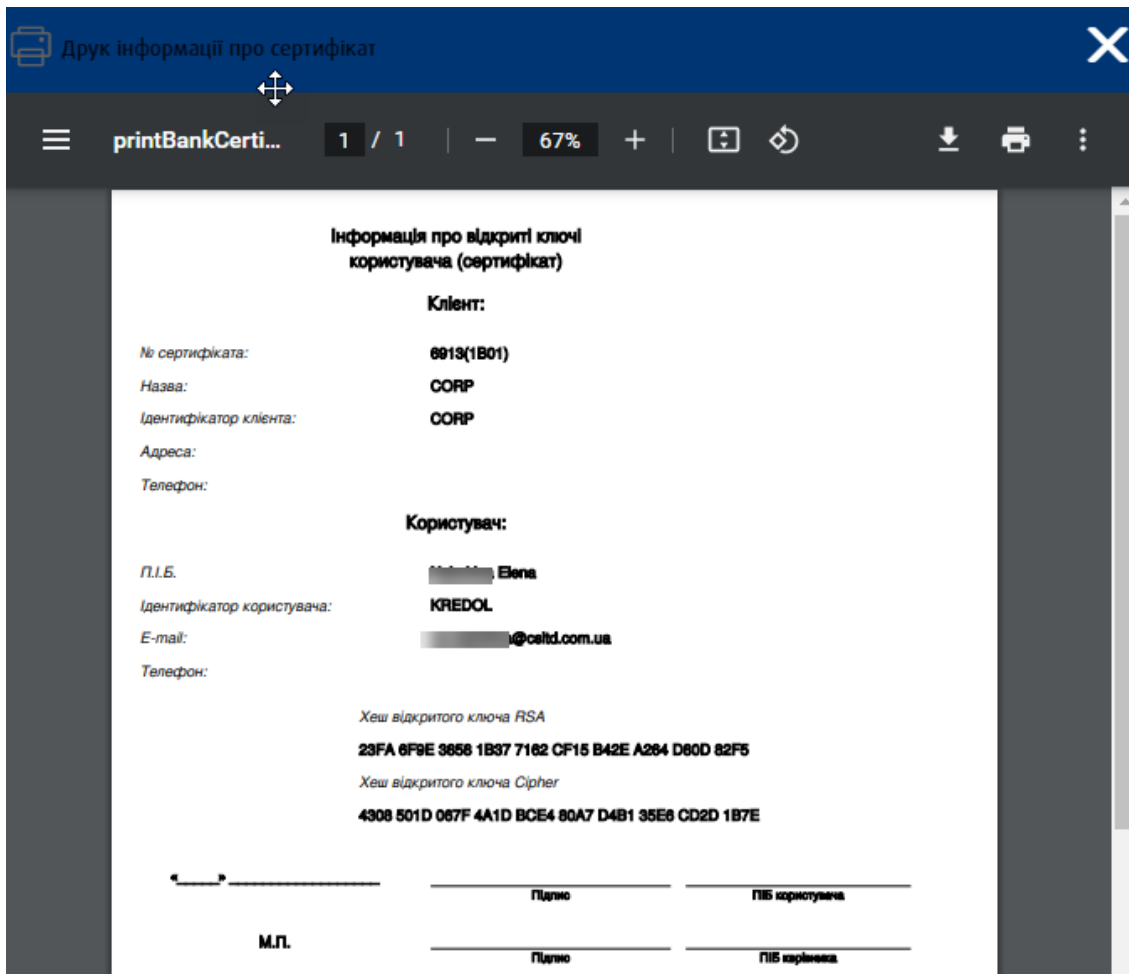 Друк інформації про сертифікат
printBankCerti... 1 / 1 67%
Інформація про відкриті ключі
користувача (сертифікат)
Клієнт:
№ сертифіката: 6913(1B01)
Назва: CORP
Ідентифікатор клієнта: CORP
Адреса:
Телефон:
Користувач:
П.І.Б. Elena
Ідентифікатор користувача: KREDOL
E-mail: @csltd.com.ua
Телефон:
Хеш відкритого ключа RSA
23FA 6F9E 3658 1B37 7162 CF15 B42E A264 D60D 82F5
Хеш відкритого ключа Cipher
4308 501D 067F 4A1D BCE4 80A7 D4B1 35E6 CD2D 1B7E
«_____» __________________
Підпис ПІБ користувача
М.П.
Підпис ПІБ керівника